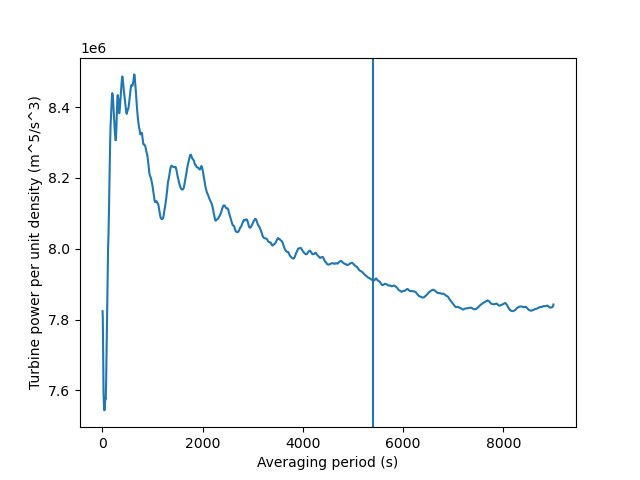 1e6
8.4
8.2
8.0
7.8
7.6
Turbine power per unit density (m^5/s^3)
0 2000 4000 6000 8000
Averaging period (s)